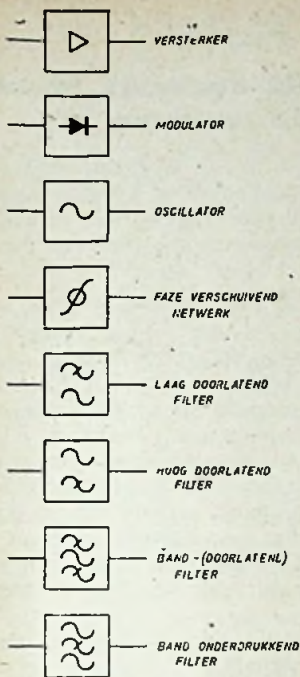 VERSTERKER
MODULATOR
OSCILLATOR
FAZE VERSCHUIVEND
NETWERK
LAAG DOORLATEND
FILTER
HOOG DOORLATEND
FILTER
BAND-(DOORLATEND)
FILTER
BAND ONDERDRUKKEND
FILTER